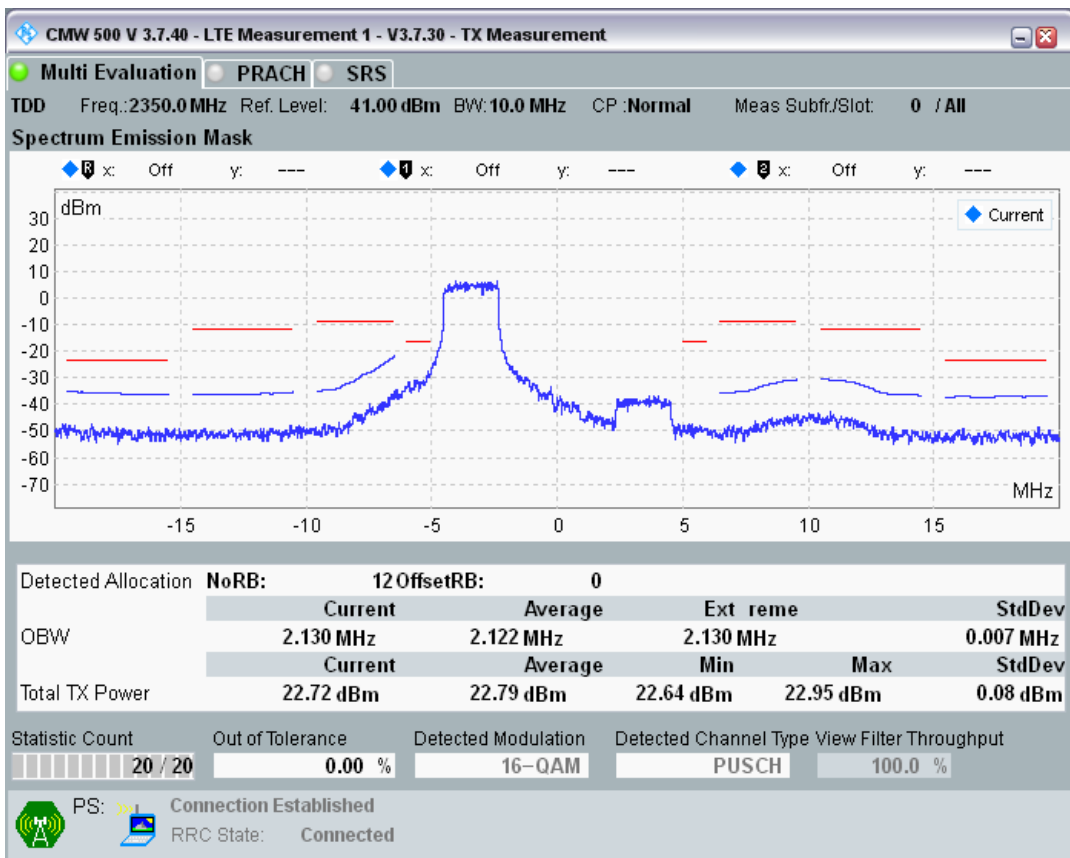 CMW 500 V 3.7.40 - LTE Measurement 1 - V3.7.30 - TX Measurement
Multi Evaluation PRACH SRS
TDD Freq.:2350.0 MHz Ref. Level: 41.00 dBm BW:10.0 MHz CP :Normal Meas Subfr./Slot: 0 / All
Spectrum Emission Mask
R x: Off y: --- 1 x: Off y: --- 2 x: Off y: ---
dBm
Current
30
20
10
0
-10
-20
-30
-40
-50
-60
-70
MHz
-15 -10 -5 0 5 10 15
Detected Allocation NoRB: 12 OffsetRB: 0
Current Average Ext reme StdDev
OBW 2.130 MHz 2.122 MHz 2.130 MHz 0.007 MHz
Current Average Min Max StdDev
Total TX Power 22.72 dBm 22.79 dBm 22.64 dBm 22.95 dBm 0.08 dBm
Statistic Count Out of Tolerance Detected Modulation Detected Channel Type View Filter Throughput
20 / 20 0.00 % 16-QAM PUSCH 100.0 %
PS: Connection Established
RRC State: Connected